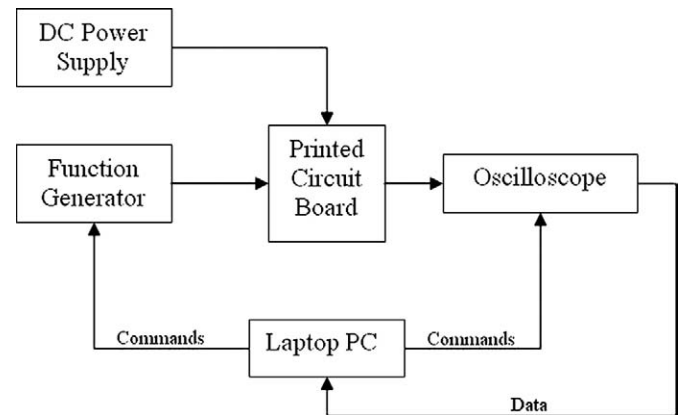 DC Power
Supply
Function
Generator
Printed
Circuit
Board
Oscilloscope
Commands
Laptop PC
Commands
Data